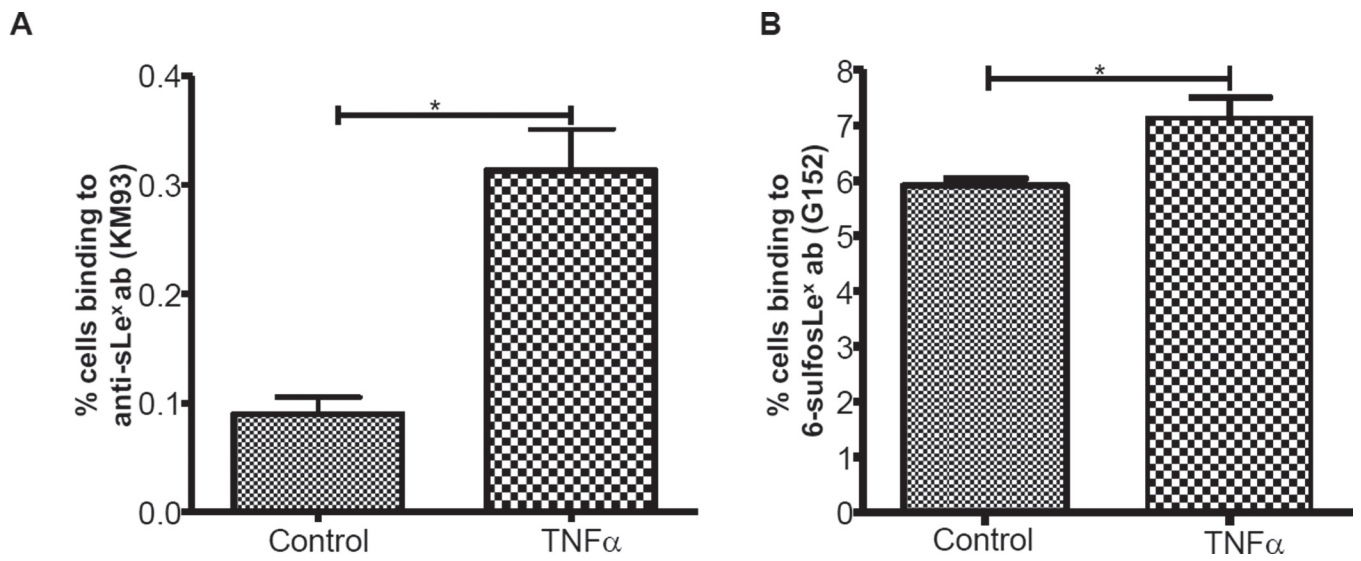 A
% cells binding to
anti-sLeˣ ab (KM93)
0.4
0.3
0.2
0.1
0.0
*
Control
TNFα
B
% cells binding to
6-sulfosLeˣ ab (G152)
8
7
6
5
4
3
2
1
0
*
Control
TNFα